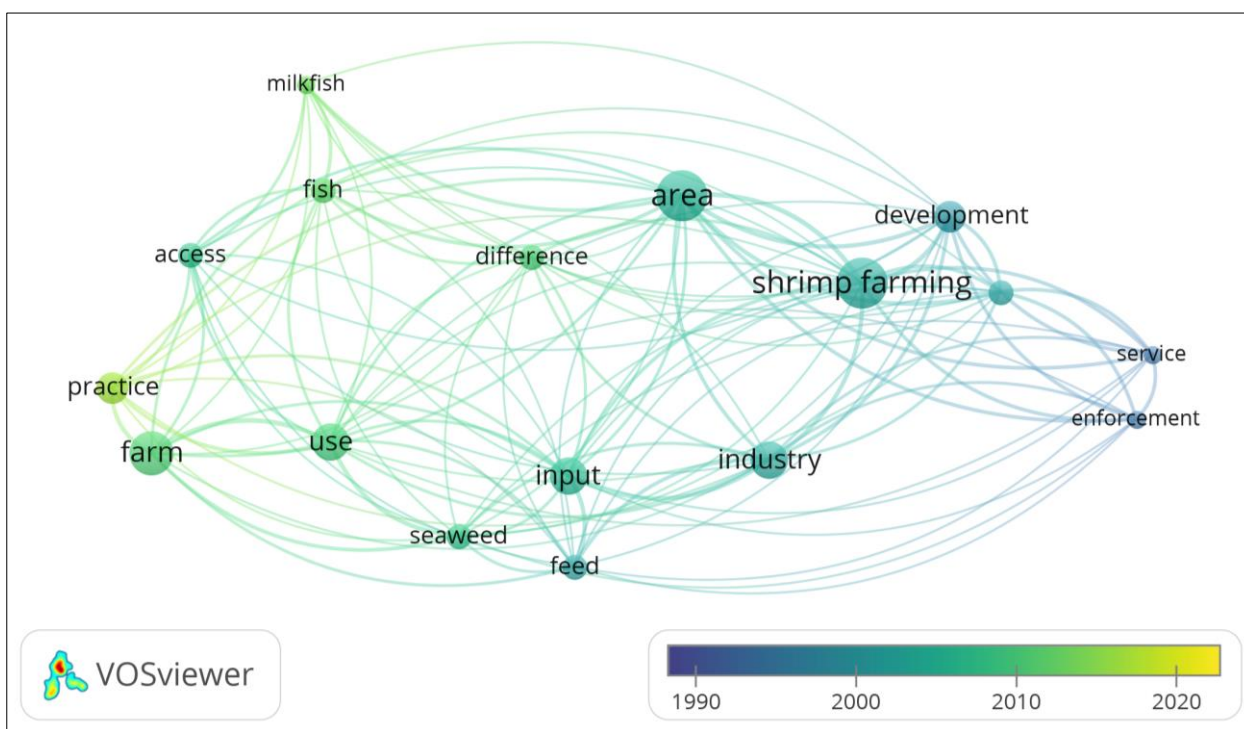 milkfish
fish
area
development
access
difference
shrimp farming
service
practice
enforcement
farm
use
industry
input
seaweed
feed
VOSviewer
1990 2000 2010 2020